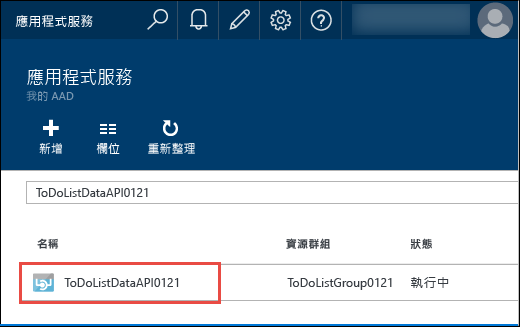 應用程式服務
應用程式服務
我的 AAD
新增 欄位 重新整理
ToDoListDataAPI0121
名稱 資源群組 狀態
ToDoListDataAPI0121 ToDoListGroup0121 執行中